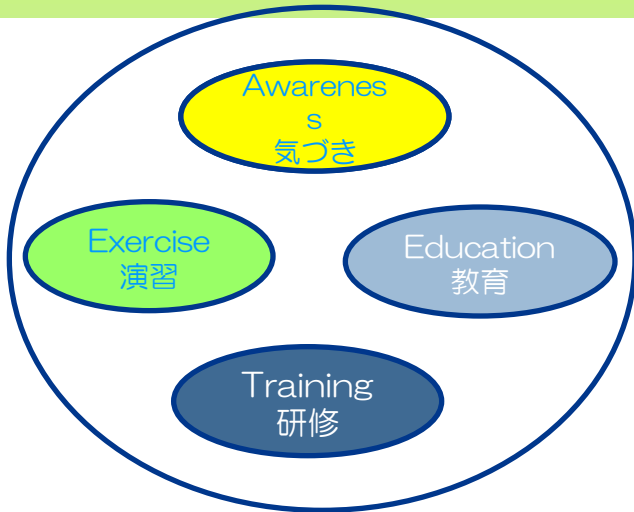 Awarenes
s
気づき
Exercise
演習
Education
教育
Training
研修